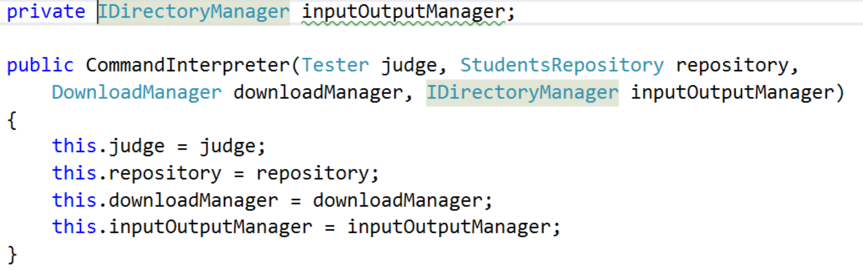 private IDirectoryManager inputOutputManager;
public CommandInterpreter(Tester judge, StudentsRepository repository,
    DownloadManager downloadManager, IDirectoryManager inputOutputManager)
{
    this.judge = judge;
    this.repository = repository;
    this.downloadManager = downloadManager;
    this.inputOutputManager = inputOutputManager;
}